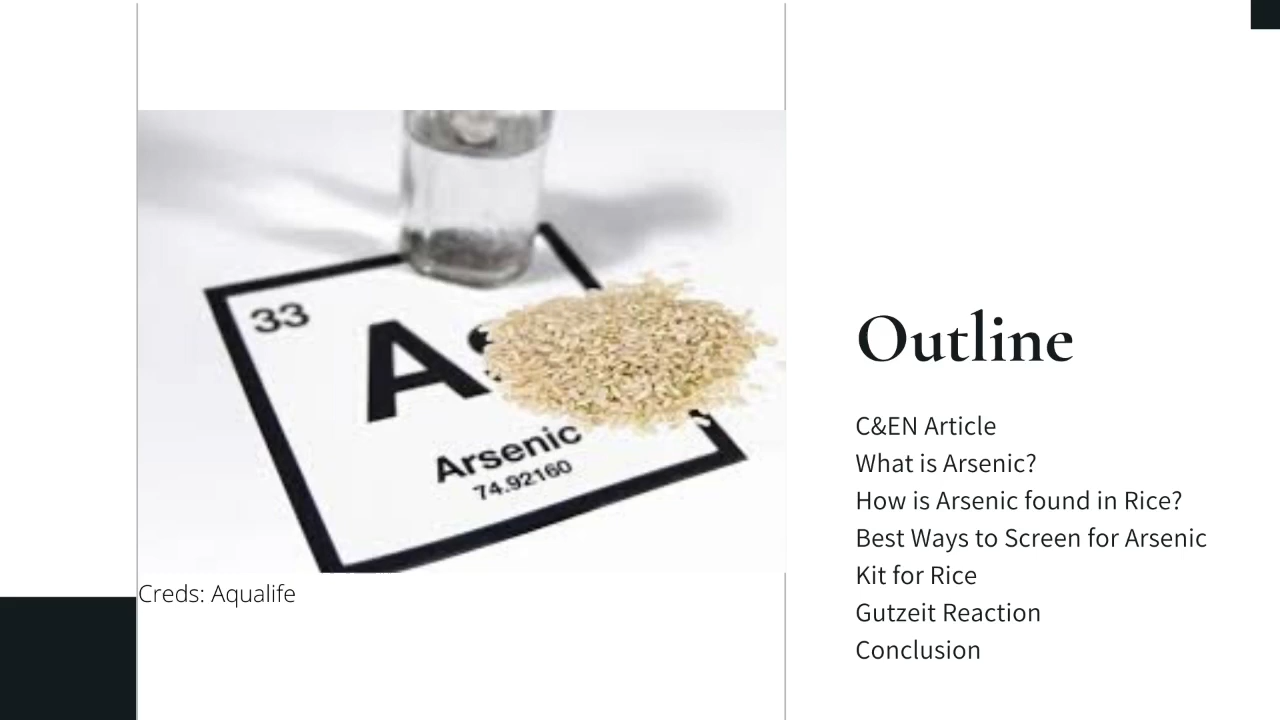 33
As
Arsenic
74.92160
Creds: Aqualife
Outline
C&EN Article
What is Arsenic?
How is Arsenic found in Rice?
Best Ways to Screen for Arsenic
Kit for Rice
Gutzeit Reaction
Conclusion